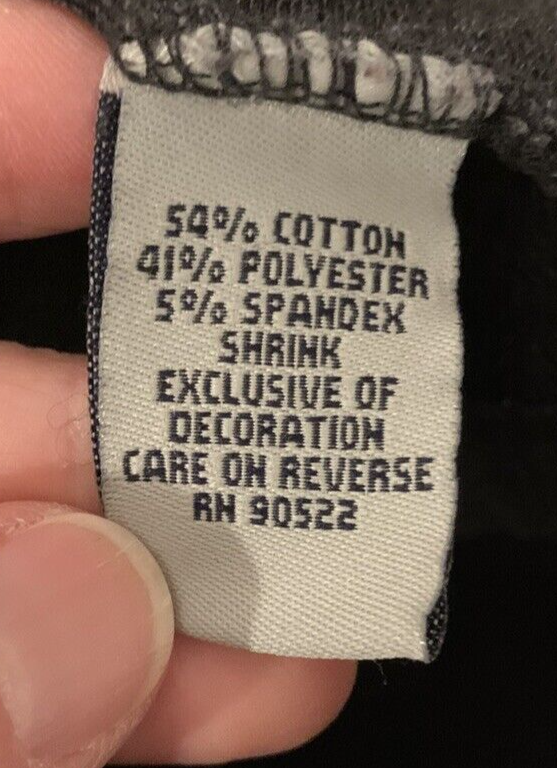 54% COTTON
41% POLYESTER
5% SPANDEX
SHRINK
EXCLUSIVE OF
DECORATION
CARE ON REVERSE
RN 90522